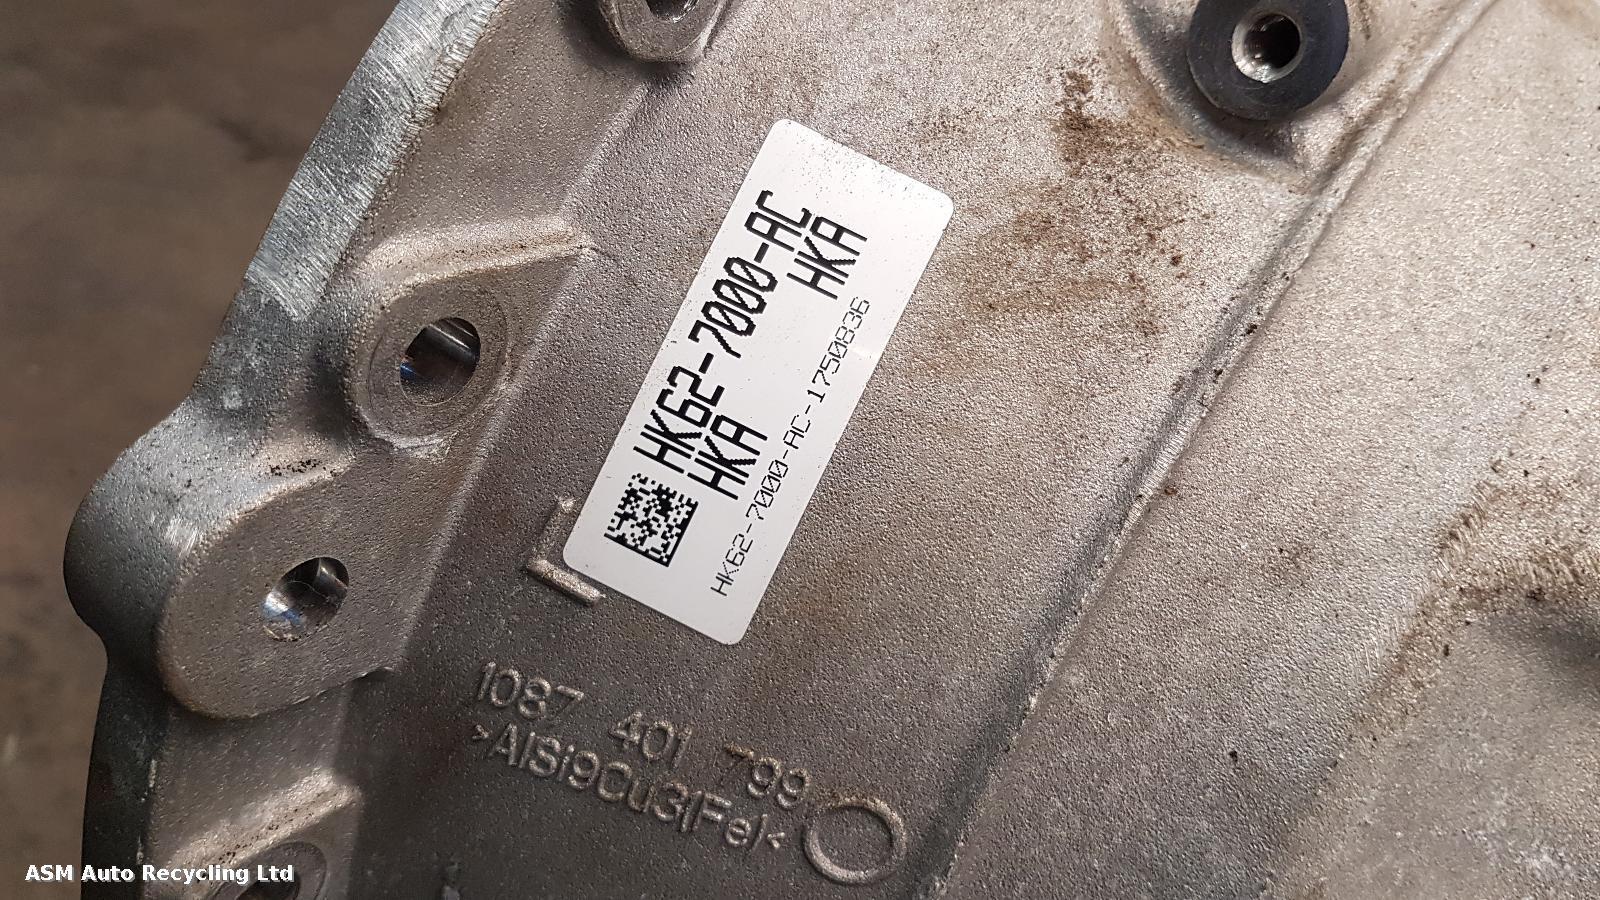 HK62-7000-AC
HKA HKA
HK62-7000-AC-1750836
1087 401 799
>AlSi9Cu3(Fe)<
ASM Auto Recycling Ltd